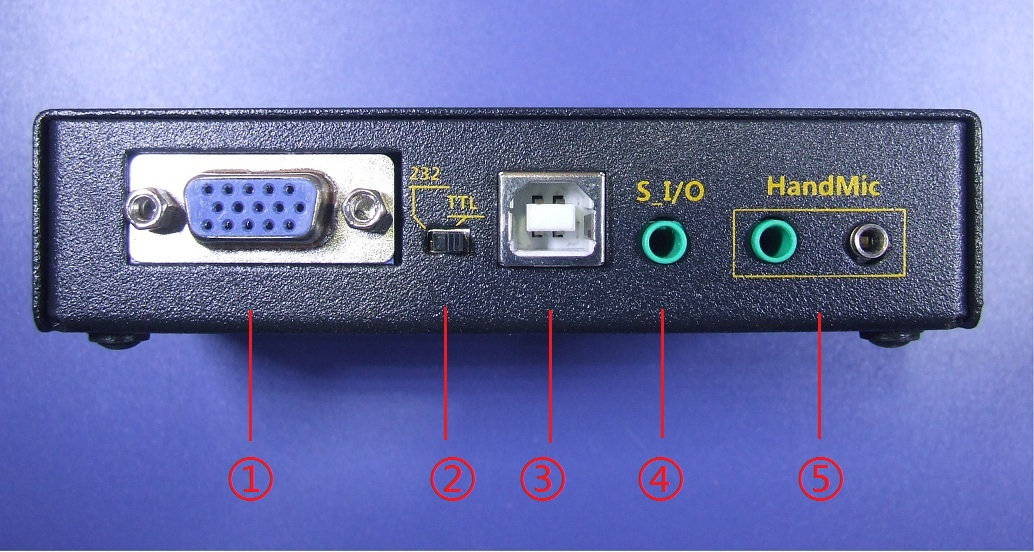 232
TTL
S_I/O
HandMic
① ② ③ ④ ⑤